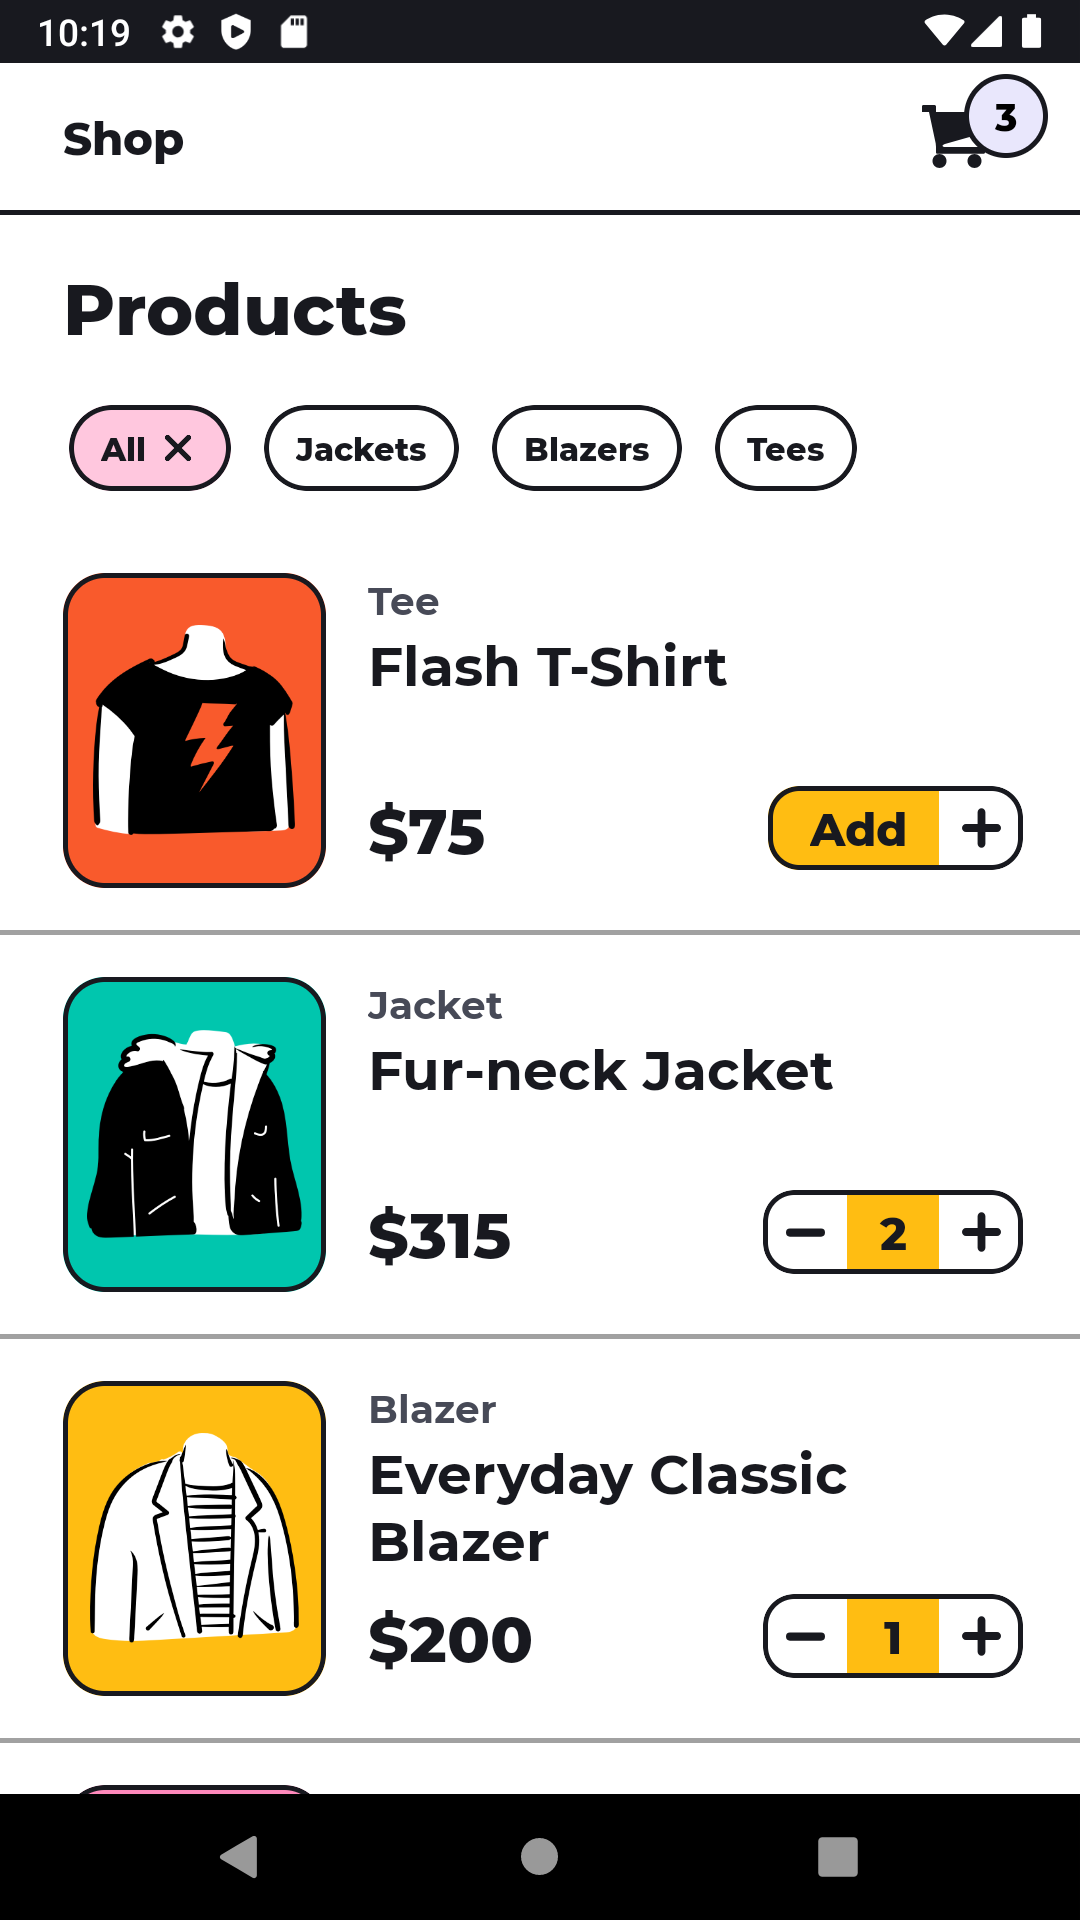 10:19
Shop
3
Products
All
Jackets
Blazers
Tees
Tee
Flash T-Shirt
$75
Add
Jacket
Fur-neck Jacket
$315
2
Blazer
Everyday Classic
Blazer
$200
1